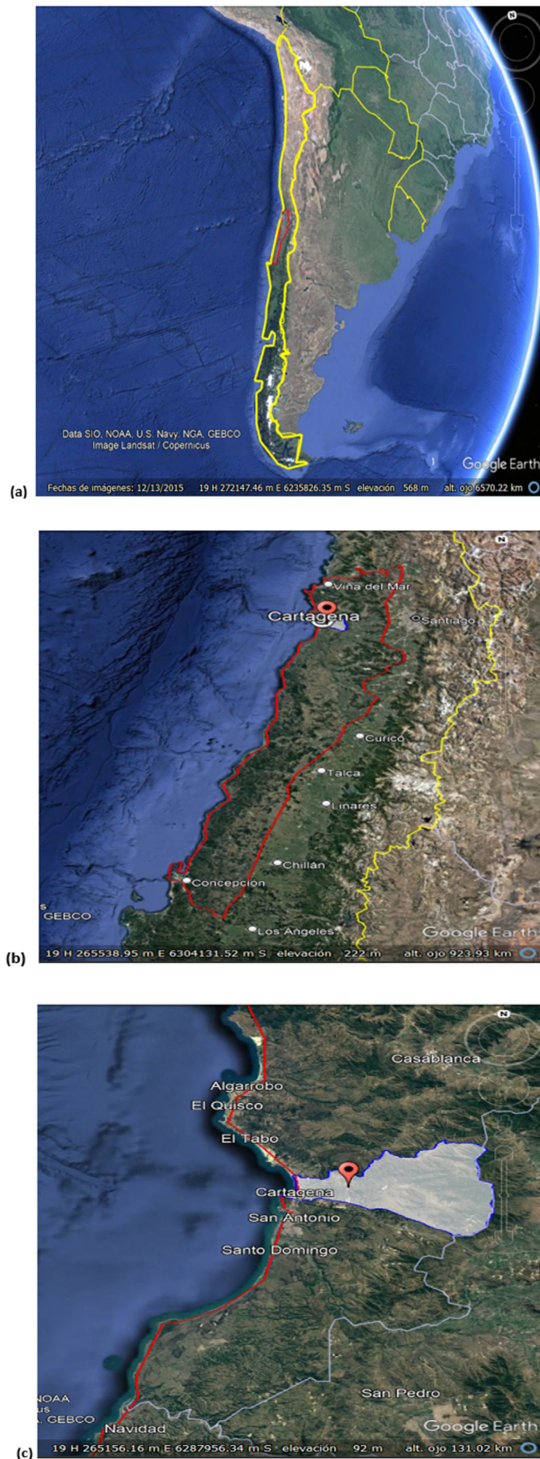 N
Data SIO, NOAA, U.S. Navy, NGA, GEBCO
Image Landsat / Copernicus
Google Earth
(a)
Fechas de imágenes: 12/13/2015 19 H 272147.46 m E 6235826.35 m S elevación 568 m alt. ojo 6570.22 km
N
Viña del Mar
Cartagena
Santiago
Curicó
Talca
Linares
Chillán
Concepción
GEBCO
Los Angeles
Google Earth
(b)
19 H 265538.95 m E 6304131.52 m S elevación 222 m alt. ojo 923.93 km
N
Casablanca
Algarrobo
El Quisco
El Tabo
Cartagena
San Antonio
Santo Domingo
San Pedro
NOAA
GEBCO
Navidad
Google Earth
(c)
19 H 265156.16 m E 6287956.34 m S elevación 92 m alt. ojo 131.02 km